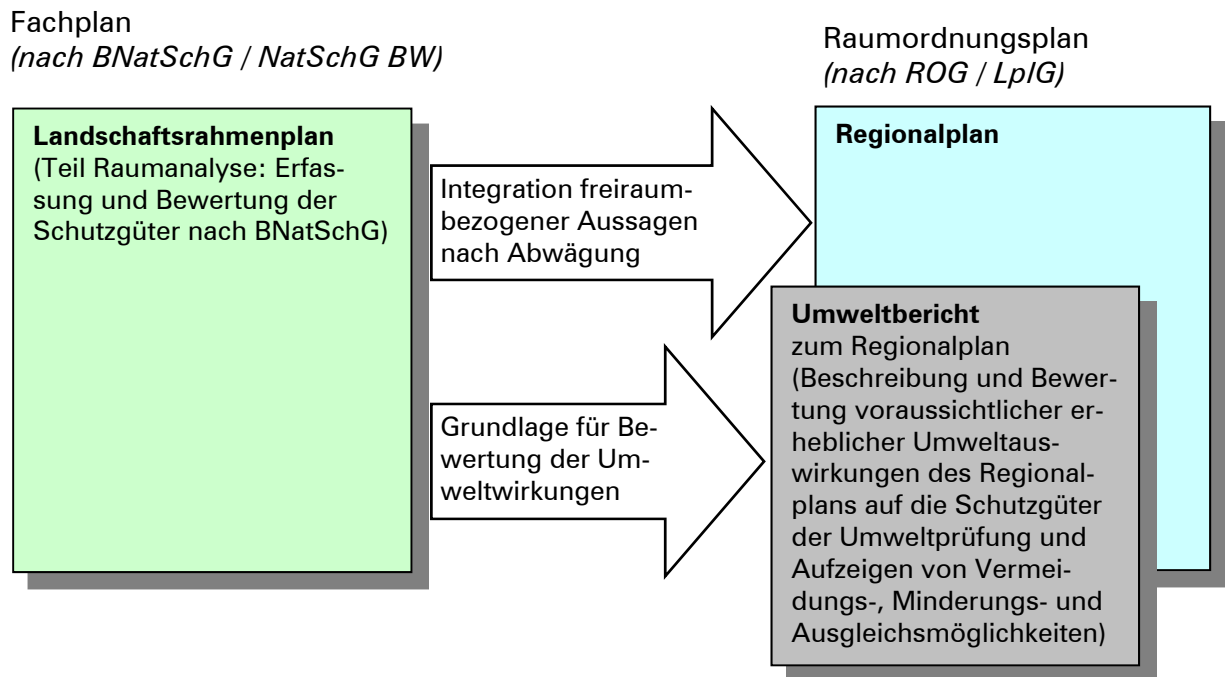 Fachplan
(nach BNatSchG / NatSchG BW)
Raumordnungsplan
(nach ROG / LplG)
Landschaftsrahmenplan
(Teil Raumanalyse: Erfas-
sung und Bewertung der
Schutzgüter nach BNatSchG)
Integration freiraum-
bezogener Aussagen
nach Abwägung
Regionalplan
Grundlage für Be-
wertung der Um-
weltwirkungen
Umweltbericht
zum Regionalplan
(Beschreibung und Bewer-
tung voraussichtlicher er-
heblicher Umweltaus-
wirkungen des Regional-
plans auf die Schutzgüter
der Umweltprüfung und
Aufzeigen von Vermei-
dungs-, Minderungs- und
Ausgleichsmöglichkeiten)